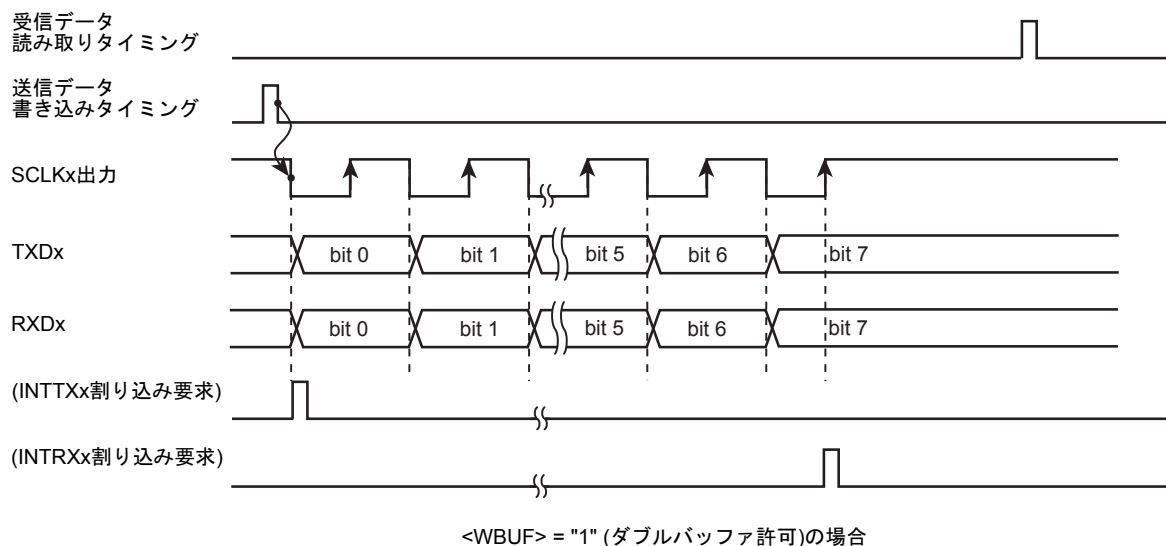 受信データ
読み取りタイミング
送信データ
書き込みタイミング
SCLKx出力
TXDx
bit 0 bit 1 bit 5 bit 6 bit 7
RXDx
bit 0 bit 1 bit 5 bit 6 bit 7
(INTTXx割り込み要求)
(INTRXx割り込み要求)
<WBUF> = "1" (ダブルバッファ許可)の場合